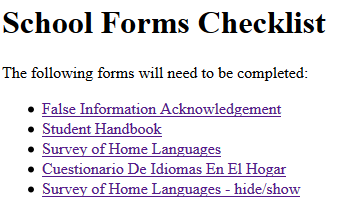 School Forms Checklist
The following forms will need to be completed:
False Information Acknowledgement
Student Handbook
Survey of Home Languages
Cuestionario De Idiomas En El Hogar
Survey of Home Languages - hide/show